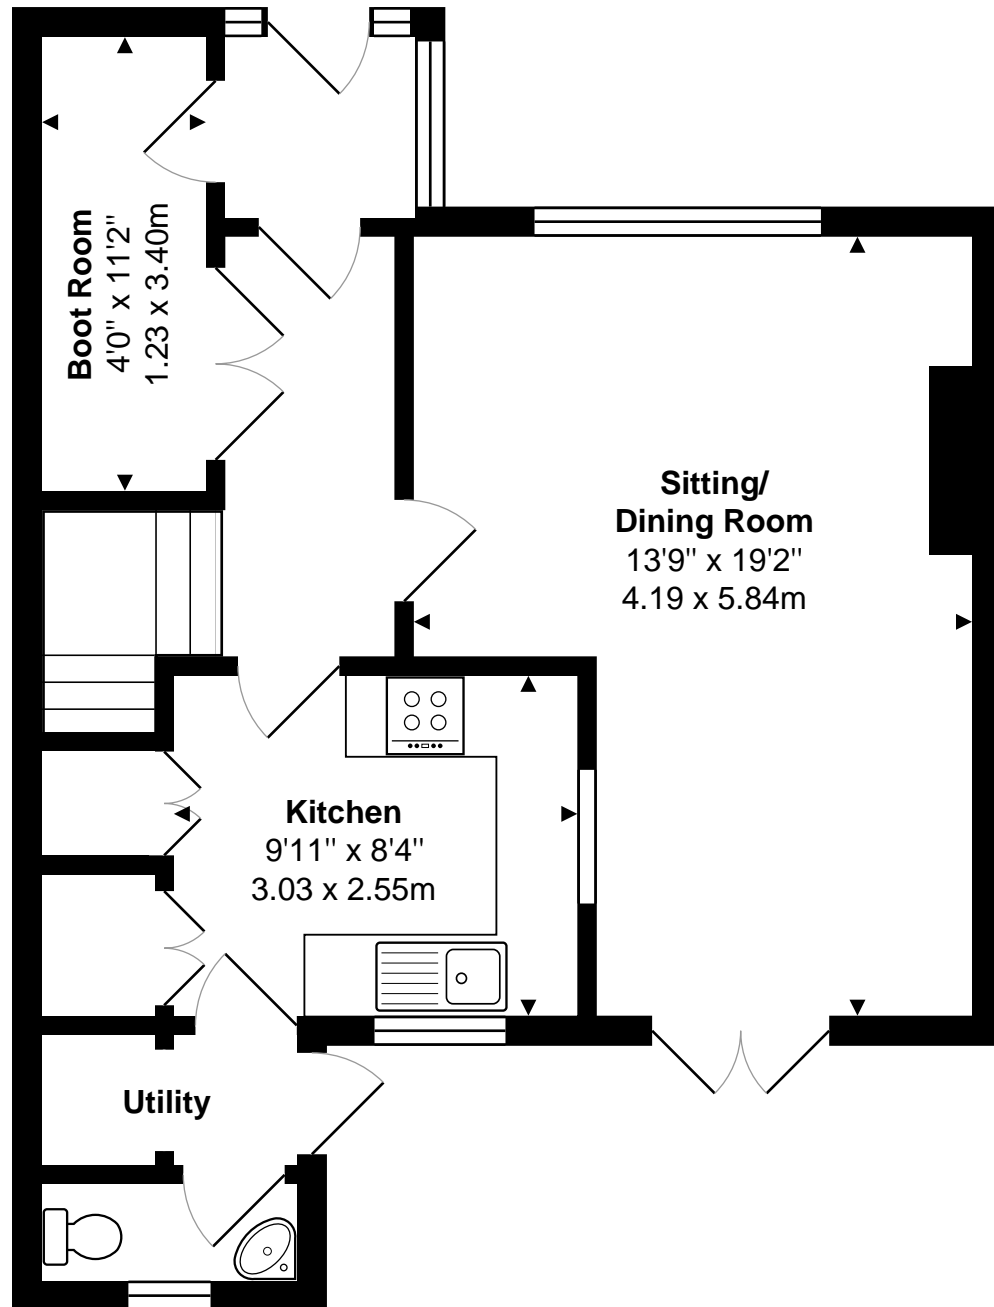 Boot Room
4'0" x 11'2"
1.23 x 3.40m
Sitting/
Dining Room
13'9" x 19'2"
4.19 x 5.84m
Kitchen
9'11" x 8'4"
3.03 x 2.55m
Utility